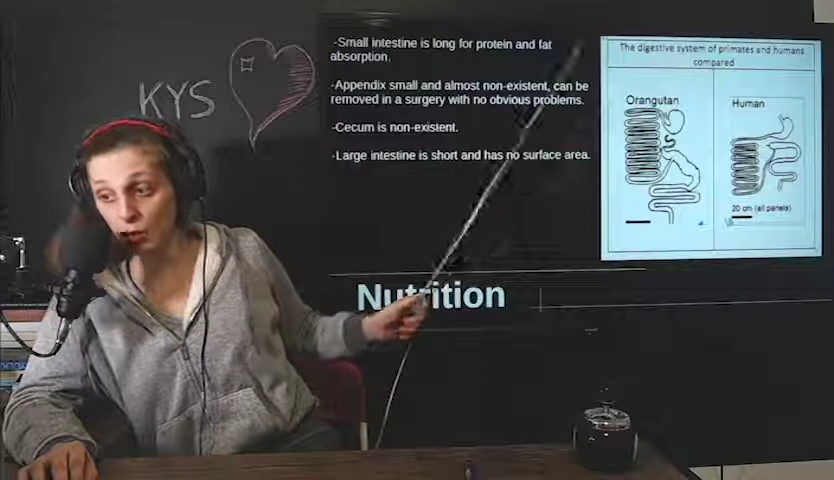 KYS
-Small intestine is long for protein and fat
absorption.
-Appendix small and almost non-existent, can be
removed in a surgery with no obvious problems.
-Cecum is non-existent.
-Large intestine is short and has no surface area.
Nutrition
The digestive system of primates and humans
compared
Orangutan
Human
20 cm (all panels)